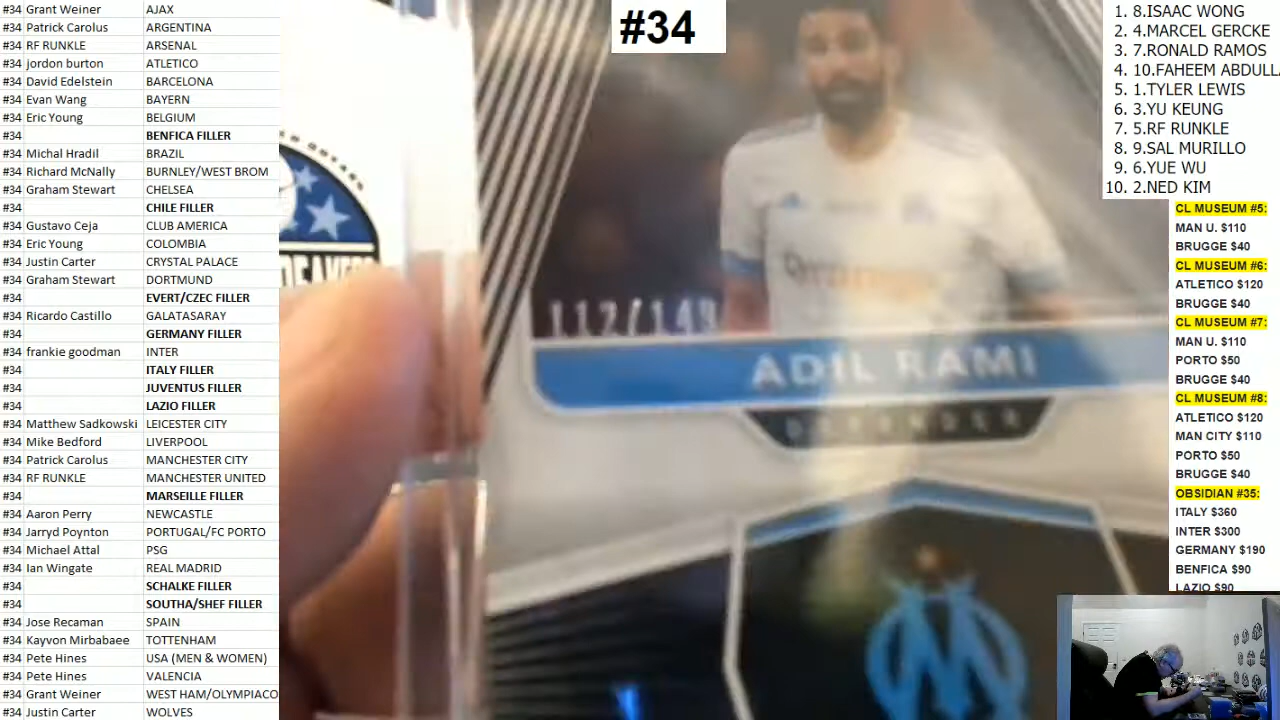 #34 Grant Weiner AJAX
#34 Patrick Carolus ARGENTINA
#34 RF RUNKLE ARSENAL
#34 jordon burton ATLETICO
#34 David Edelstein BARCELONA
#34 Evan Wang BAYERN
#34 Eric Young BELGIUM
#34 BENFICA FILLER
#34 Michal Hradil BRAZIL
#34 Richard McNally BURNLEY/WEST BROM
#34 Graham Stewart CHELSEA
#34 CHILE FILLER
#34 Gustavo Ceja CLUB AMERICA
#34 Eric Young COLOMBIA
#34 Justin Carter CRYSTAL PALACE
#34 Graham Stewart DORTMUND
#34 EVERT/CZEC FILLER
#34 Ricardo Castillo GALATASARAY
#34 GERMANY FILLER
#34 frankie goodman INTER
#34 ITALY FILLER
#34 JUVENTUS FILLER
#34 LAZIO FILLER
#34 Matthew Sadkowski LEICESTER CITY
#34 Mike Bedford LIVERPOOL
#34 Patrick Carolus MANCHESTER CITY
#34 RF RUNKLE MANCHESTER UNITED
#34 MARSEILLE FILLER
#34 Aaron Perry NEWCASTLE
#34 Jarryd Poynton PORTUGAL/FC PORTO
#34 Michael Attal PSG
#34 Ian Wingate REAL MADRID
#34 SCHALKE FILLER
#34 SOUTHA/SHEF FILLER
#34 Jose Recaman SPAIN
#34 Kayvon Mirbabaee TOTTENHAM
#34 Pete Hines USA (MEN & WOMEN)
#34 Pete Hines VALENCIA
#34 Grant Weiner WEST HAM/OLYMPIACO
#34 Justin Carter WOLVES
#34
112/149
ADIL RAMI
DEFENDER
1. 8.ISAAC WONG
2. 4.MARCEL GERCKE
3. 7.RONALD RAMOS
4. 10.FAHEEM ABDULL
5. 1.TYLER LEWIS
6. 3.YU KEUNG
7. 5.RF RUNKLE
8. 9.SAL MURILLO
9. 6.YUE WU
10. 2.NED KIM
CL MUSEUM #5:
MAN U. $110
BRUGGE $40
CL MUSEUM #6:
ATLETICO $120
BRUGGE $40
CL MUSEUM #7:
MAN U. $110
PORTO $50
BRUGGE $40
CL MUSEUM #8:
ATLETICO $120
MAN CITY $110
PORTO $50
BRUGGE $40
OBSIDIAN #35:
ITALY $360
INTER $300
GERMANY $190
BENFICA $90
LAZIO $90